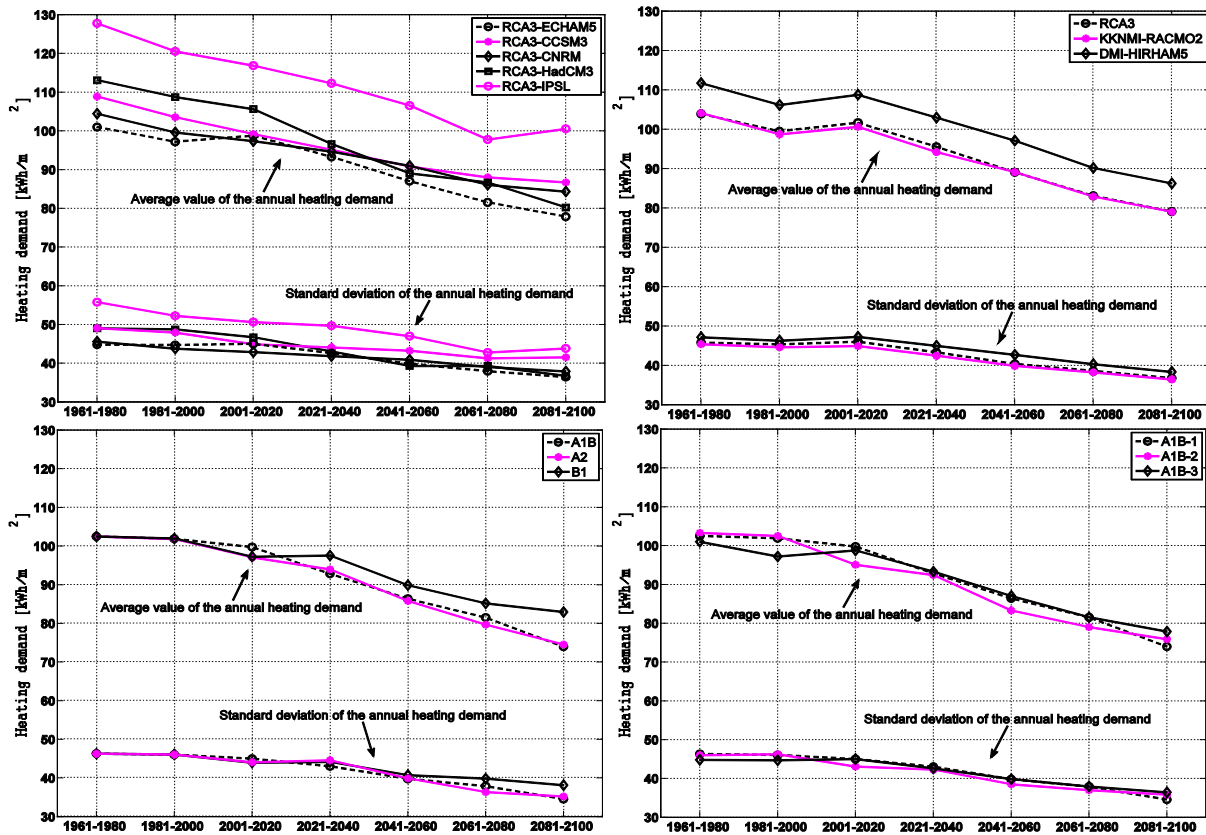 130
120
110
100
90
80
70
60
50
40
30
Heating demand [kWh/m
2
]
RCA3-ECHAM5
RCA3-CCSM3
RCA3-CNRM
RCA3-HadCM3
RCA3-IPSL
Average value of the annual heating demand
Standard deviation of the annual heating demand
1961-1980 1981-2000 2001-2020 2021-2040 2041-2060 2061-2080 2081-2100
130
120
110
100
90
80
70
60
50
40
30
Heating demand [kWh/m
2
]
RCA3
KKNMI-RACMO2
DMI-HIRHAM5
Average value of the annual heating demand
Standard deviation of the annual heating demand
1961-1980 1981-2000 2001-2020 2021-2040 2041-2060 2061-2080 2081-2100
130
120
110
100
90
80
70
60
50
40
30
Heating demand [kWh/m
2
]
A1B
A2
B1
Average value of the annual heating demand
Standard deviation of the annual heating demand
1961-1980 1981-2000 2001-2020 2021-2040 2041-2060 2061-2080 2081-2100
130
120
110
100
90
80
70
60
50
40
30
Heating demand [kWh/m
2
]
A1B-1
A1B-2
A1B-3
Average value of the annual heating demand
Standard deviation of the annual heating demand
1961-1980 1981-2000 2001-2020 2021-2040 2041-2060 2061-2080 2081-2100